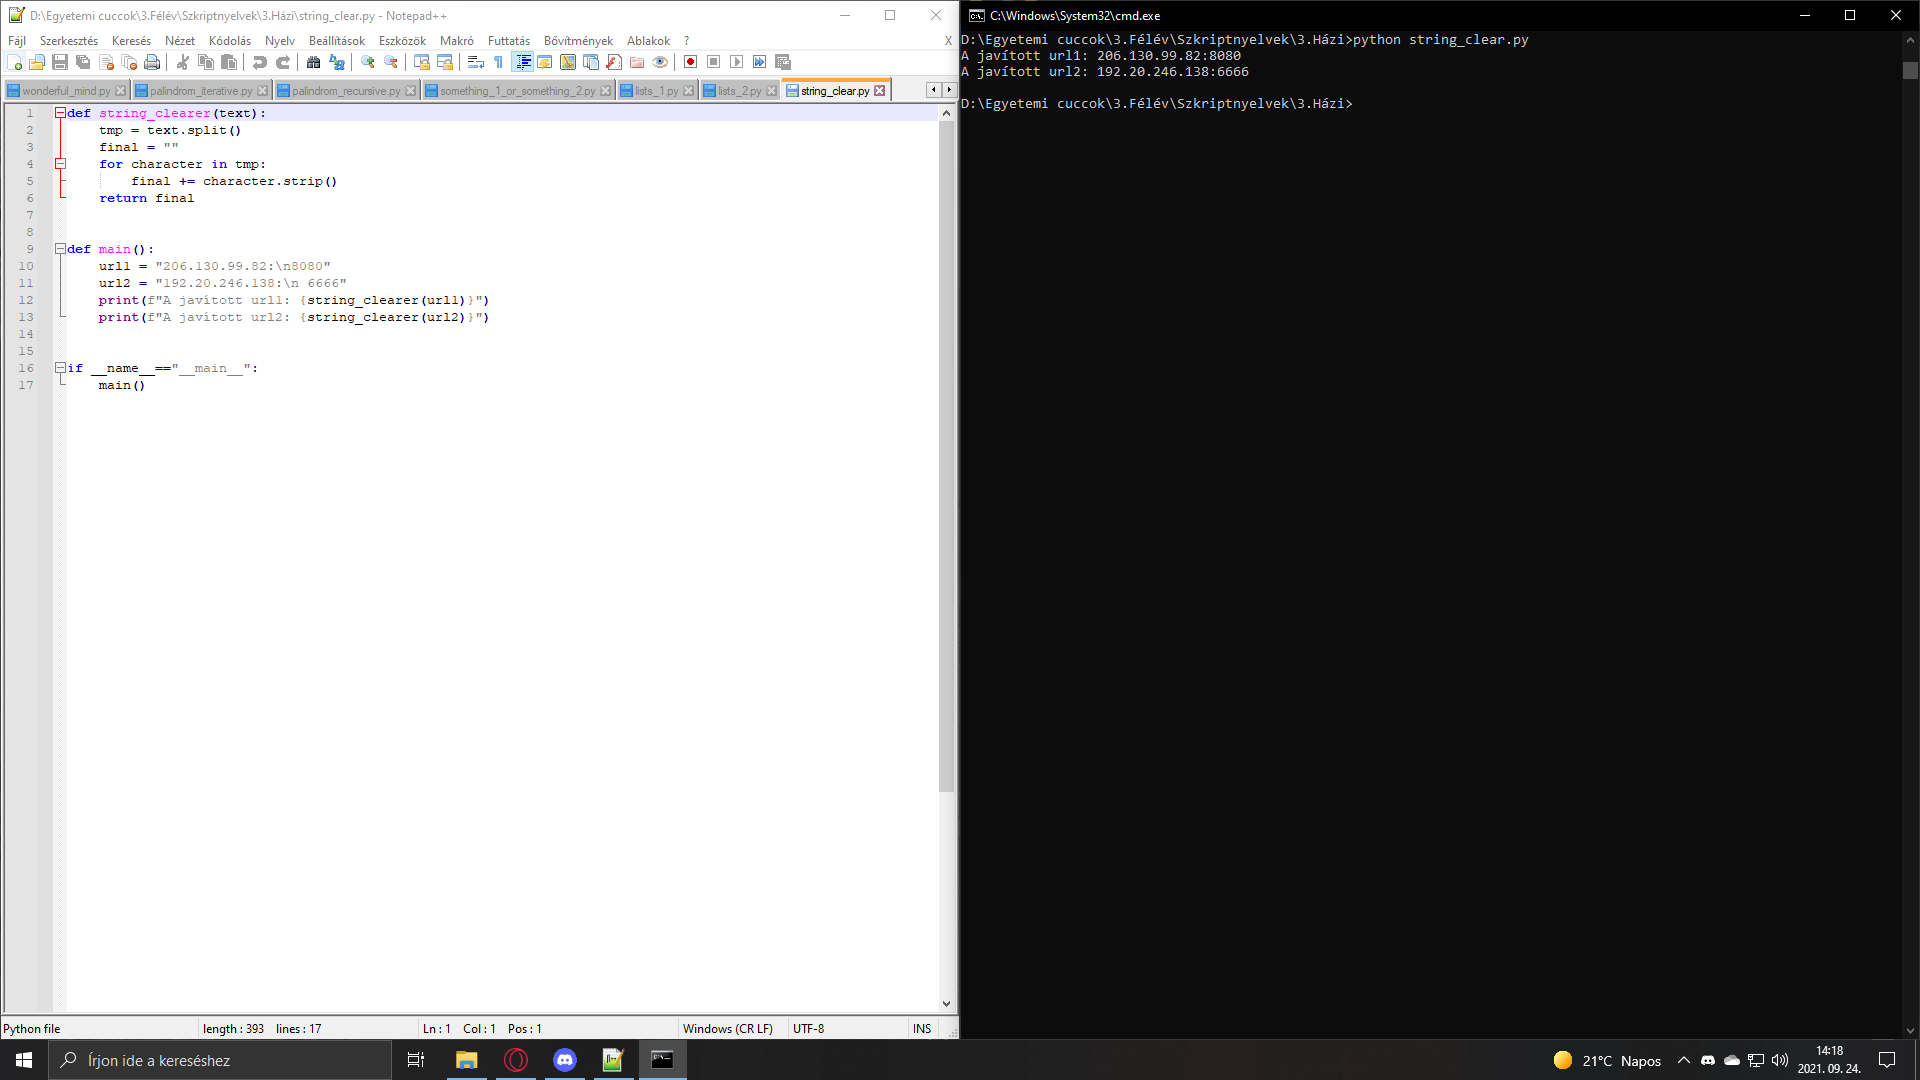 D:\Egyetemi cuccok\3.Félév\Szkriptnyelvek\3.Házi\string_clear.py - Notepad++
Fájl Szerkesztés Keresés Nézet Kódolás Nyelv Beállítások Eszközök Makró Futtatás Bővítmények Ablakok ? X
wonderful_mind.py palindrom_iterative.py palindrom_recursive.py something_1_or_something_2.py lists_1.py lists_2.py string_clear.py
1 def string_clearer(text):
2     tmp = text.split()
3     final = ""
4     for character in tmp:
5         final += character.strip()
6     return final
7
8
9 def main():
10     url1 = "206.130.99.82:\n8080"
11     url2 = "192.20.246.138:\n 6666"
12     print(f"A javított url1: {string_clearer(url1)}")
13     print(f"A javított url2: {string_clearer(url2)}")
14
15
16 if __name__=="__main__":
17     main()
Python file length : 393 lines : 17 Ln : 1 Col : 1 Pos : 1 Windows (CR LF) UTF-8 INS
C:\Windows\System32\cmd.exe
D:\Egyetemi cuccok\3.Félév\Szkriptnyelvek\3.Házi>python string_clear.py
A javított url1: 206.130.99.82:8080
A javított url2: 192.20.246.138:6666
D:\Egyetemi cuccok\3.Félév\Szkriptnyelvek\3.Házi>
Írjon ide a kereséshez
21°C Napos
14:18
2021. 09. 24.